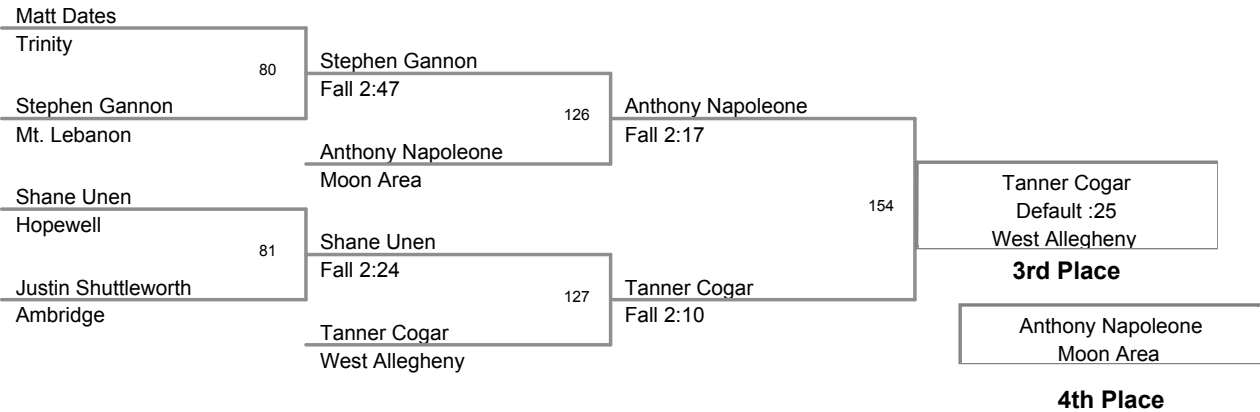 Matt Dates
Trinity
80
Stephen Gannon
Fall 2:47
Stephen Gannon
Mt. Lebanon
126
Anthony Napoleone
Fall 2:17
Anthony Napoleone
Moon Area
Shane Unen
Hopewell
154
Tanner Cogar
Default :25
West Allegheny
3rd Place
81
Shane Unen
Fall 2:24
Justin Shuttleworth
Ambridge
127
Tanner Cogar
Fall 2:10
Tanner Cogar
West Allegheny
Anthony Napoleone
Moon Area
4th Place